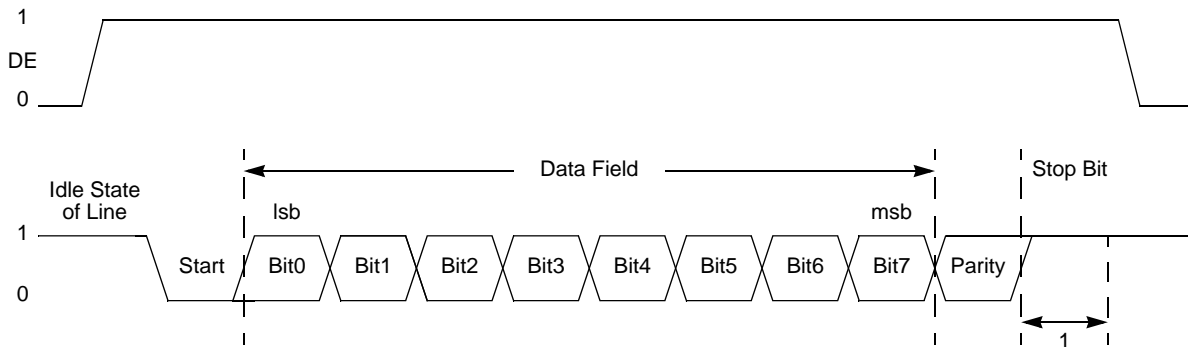 1
DE
0
Data Field
Stop Bit
Idle State
of Line
lsb
msb
1
Start
Bit0
Bit1
Bit2
Bit3
Bit4
Bit5
Bit6
Bit7
Parity
0
1